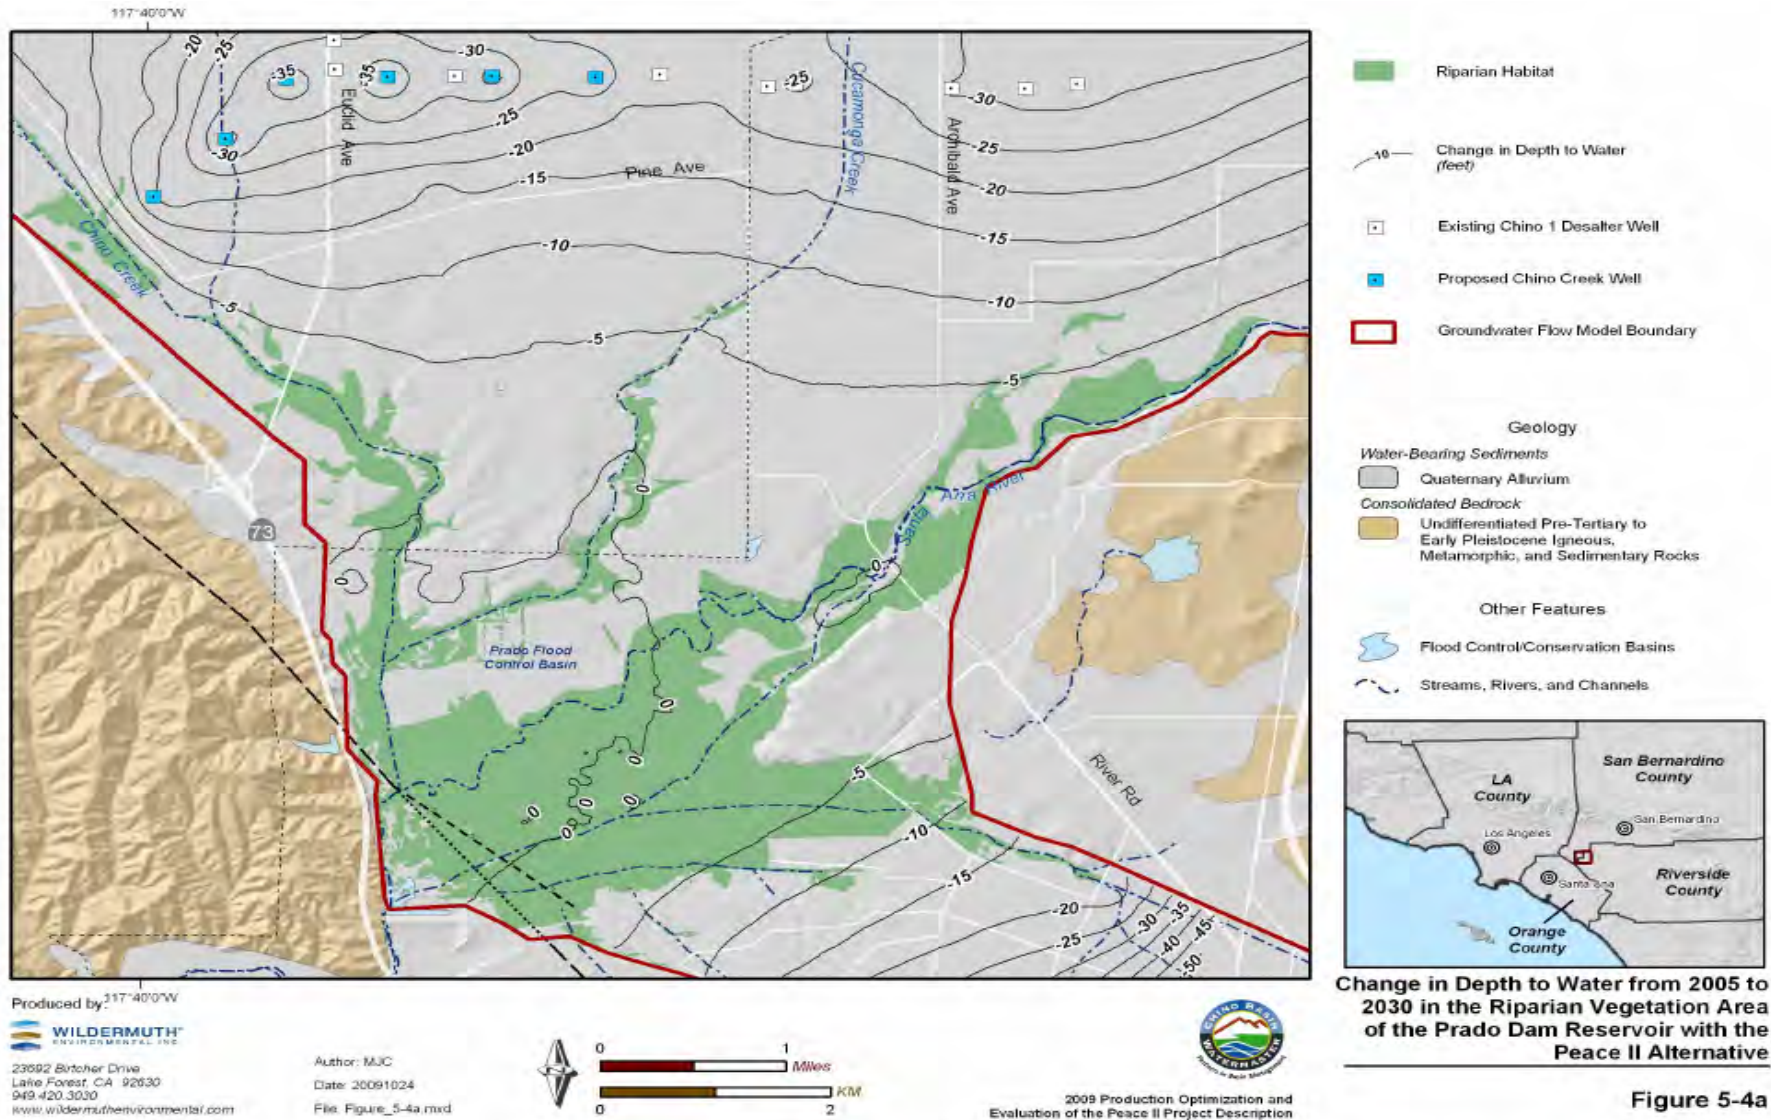 117°40'0"W
-20
-25
-35
-35
-30
-30
-25
-20
-15
-10
-5
-5
-25
-30
-25
-20
-15
-10
-5
Euclid Ave
Pine Ave
Cucamonga Creek
Archibald Ave
Chino Creek
Santa Ana River
73
0
0
0
Prado Flood
Control Basin
0
0
0
0
0
0
River Rd
-5
-10
-15
-20
-25
-30
-35
-40
-45
-50
Riparian Habitat
-10
Change in Depth to Water
(feet)
Existing Chino 1 Desalter Well
Proposed Chino Creek Well
Groundwater Flow Model Boundary
Geology
Water-Bearing Sediments
Quaternary Alluvium
Consolidated Bedrock
Undifferentiated Pre-Tertiary to
Early Pleistocene Igneous,
Metamorphic, and Sedimentary Rocks
Other Features
Flood Control/Conservation Basins
Streams, Rivers, and Channels
LA
County
San Bernardino
County
Los Angeles
San Bernardino
Riverside
County
Santa Ana
Orange
County
Change in Depth to Water from 2005 to
2030 in the Riparian Vegetation Area
of the Prado Dam Reservoir with the
Peace II Alternative
Figure 5-4a
117°40'0"W
Produced by:
WILDERMUTH
ENVIRONMENTAL INC
23692 Birtcher Drive
Lake Forest, CA 92630
949.420.3030
www.wildermuthenvironmental.com
Author: MJC
Date: 20091024
File: Figure_5-4a.mxd
0 1
Miles
KM
0 2
CHINO BASIN
WATERMASTER
2009 Production Optimization and
Evaluation of the Peace II Project Description